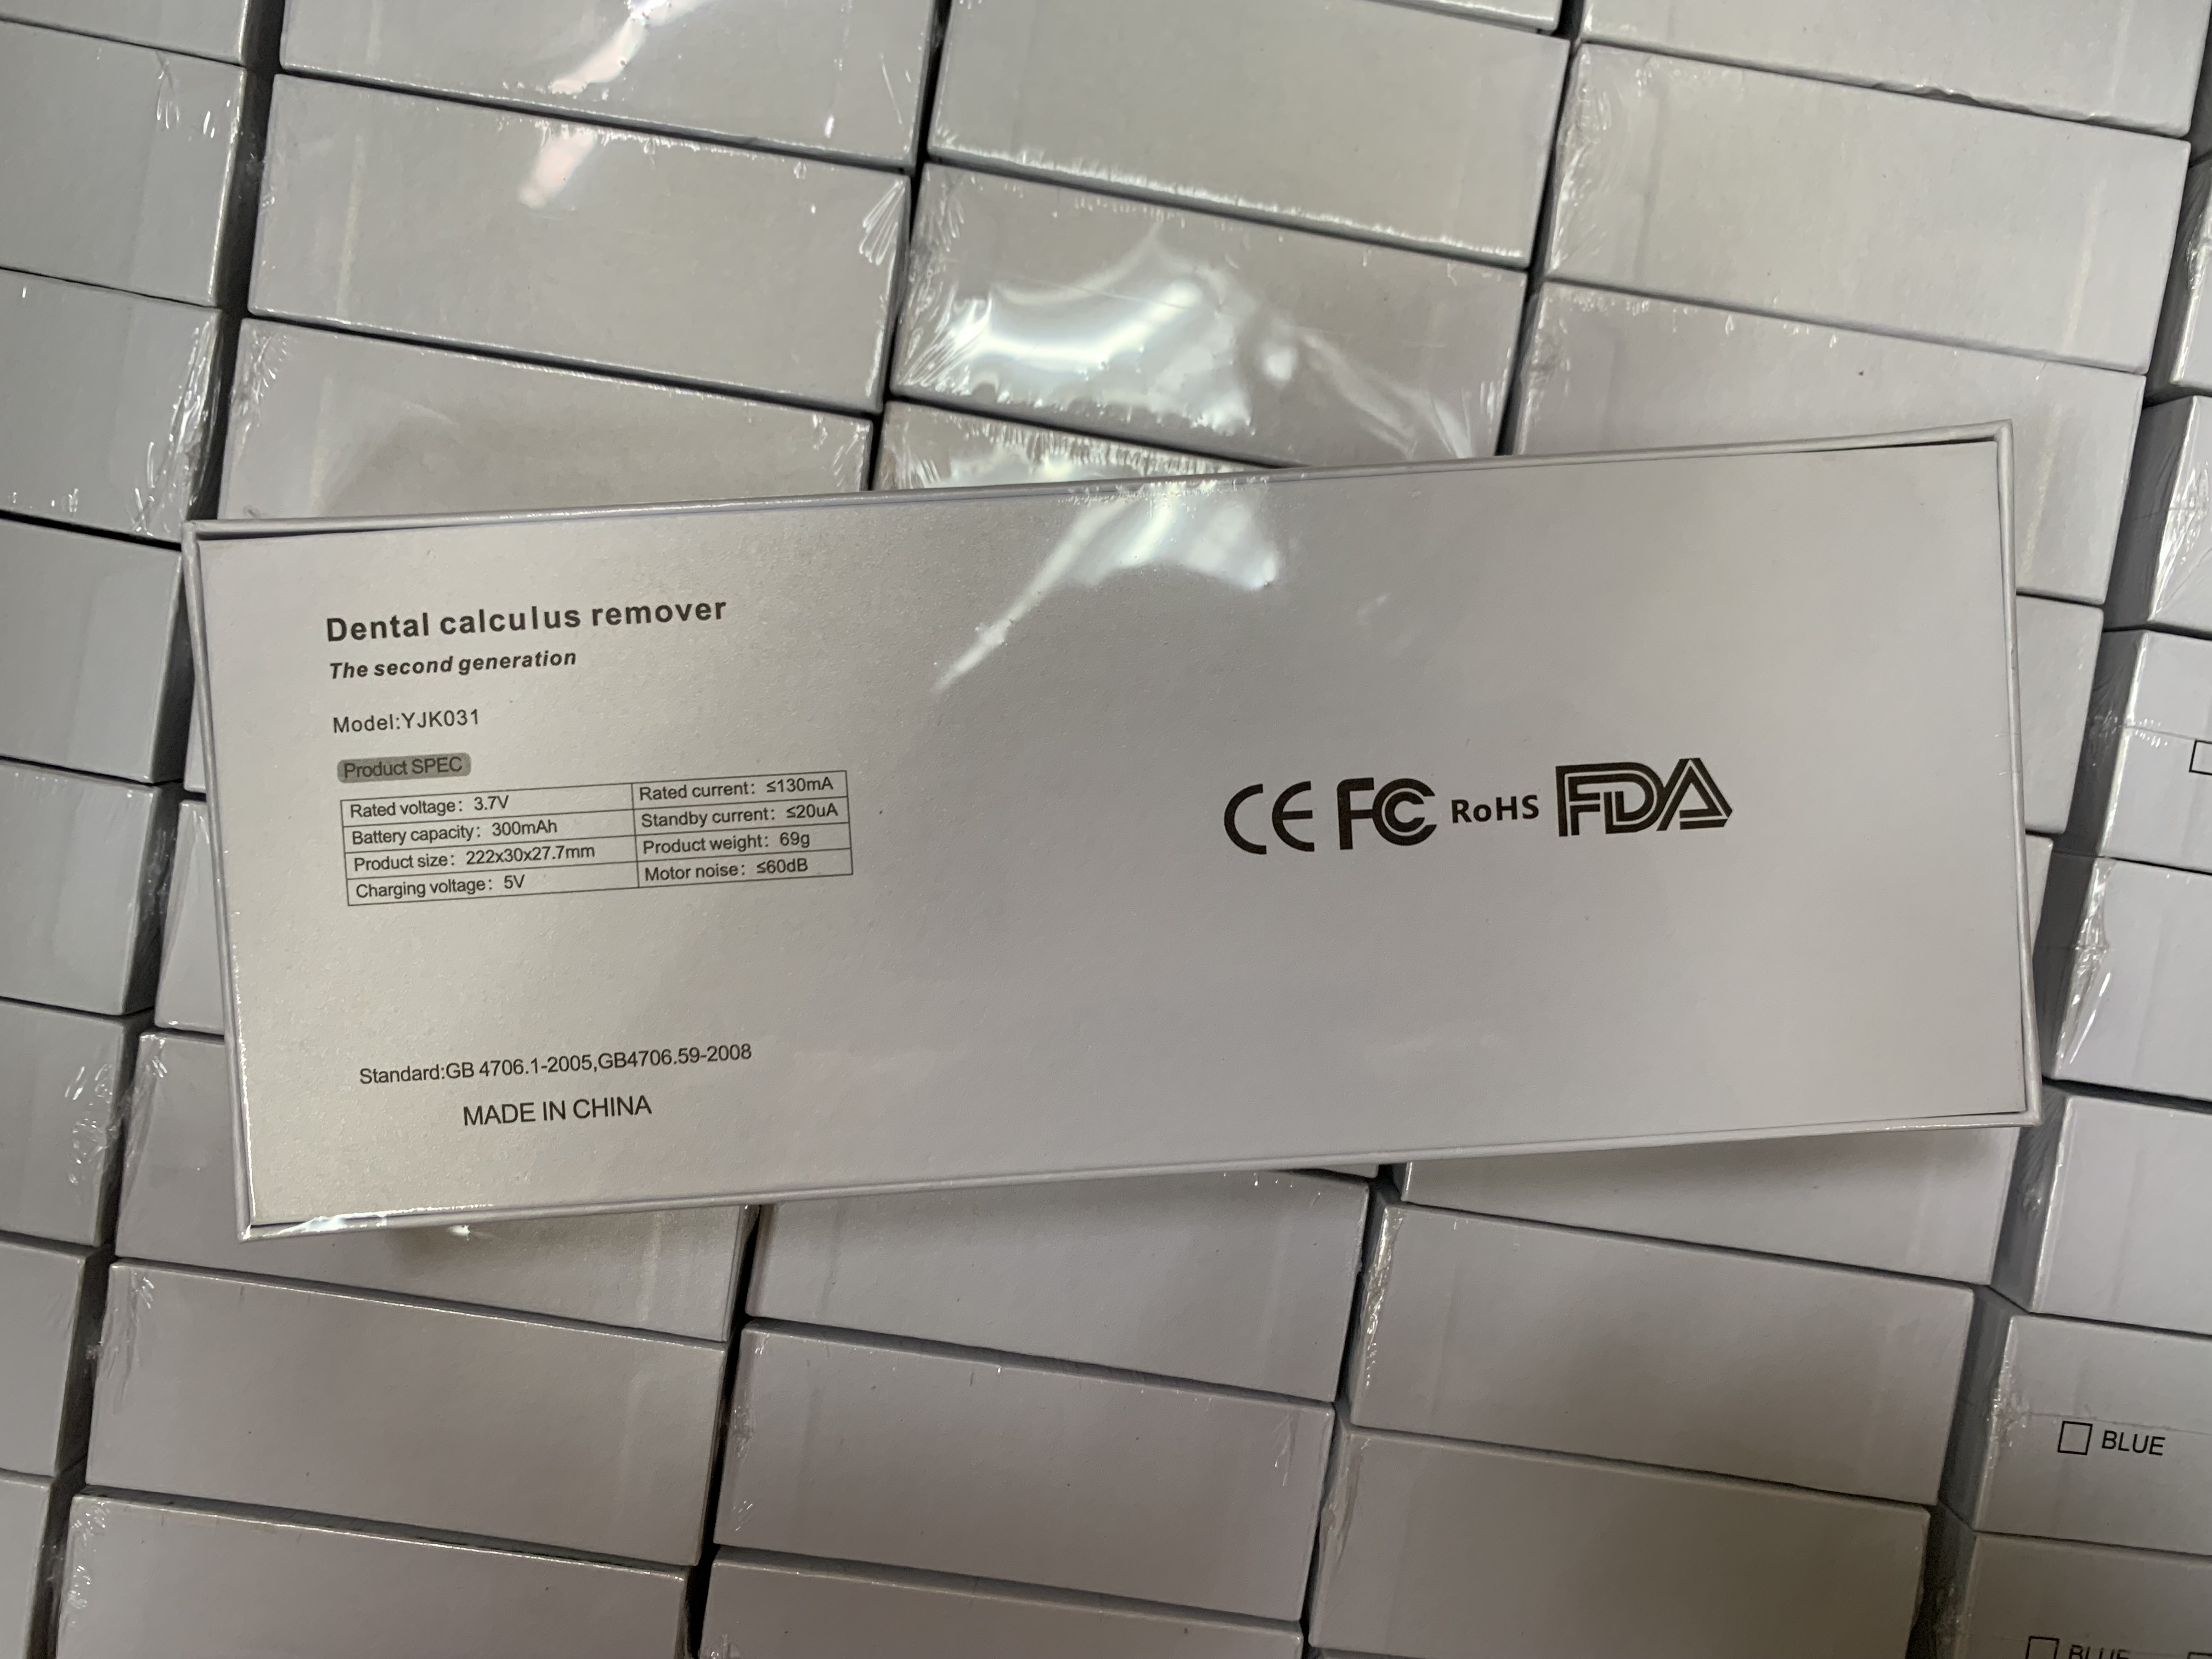 Dental calculus remover
The second generation
Model:YJK031
Product SPEC
Rated voltage: 3.7V Rated current: ≤130mA
Battery capacity: 300mAh Standby current: ≤20uA
Product size: 222x30x27.7mm Product weight: 69g
Charging voltage: 5V Motor noise: ≤60dB
CE FC RoHS FDA
Standard:GB 4706.1-2005,GB4706.59-2008
MADE IN CHINA
BLUE
BLUE